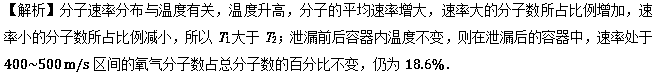 【解析】分子速率分布与温度有关，温度升高，分子的平均速率增大，速率大的分子数所占比例增加，速
率小的分子数所占比例减小，所以 T1大于 T2；泄漏前后容器内温度不变，则在泄漏后的容器中，速率处于
400~500 m/s 区间的氧气分子数占总分子数的百分比不变，仍为 18.6%．